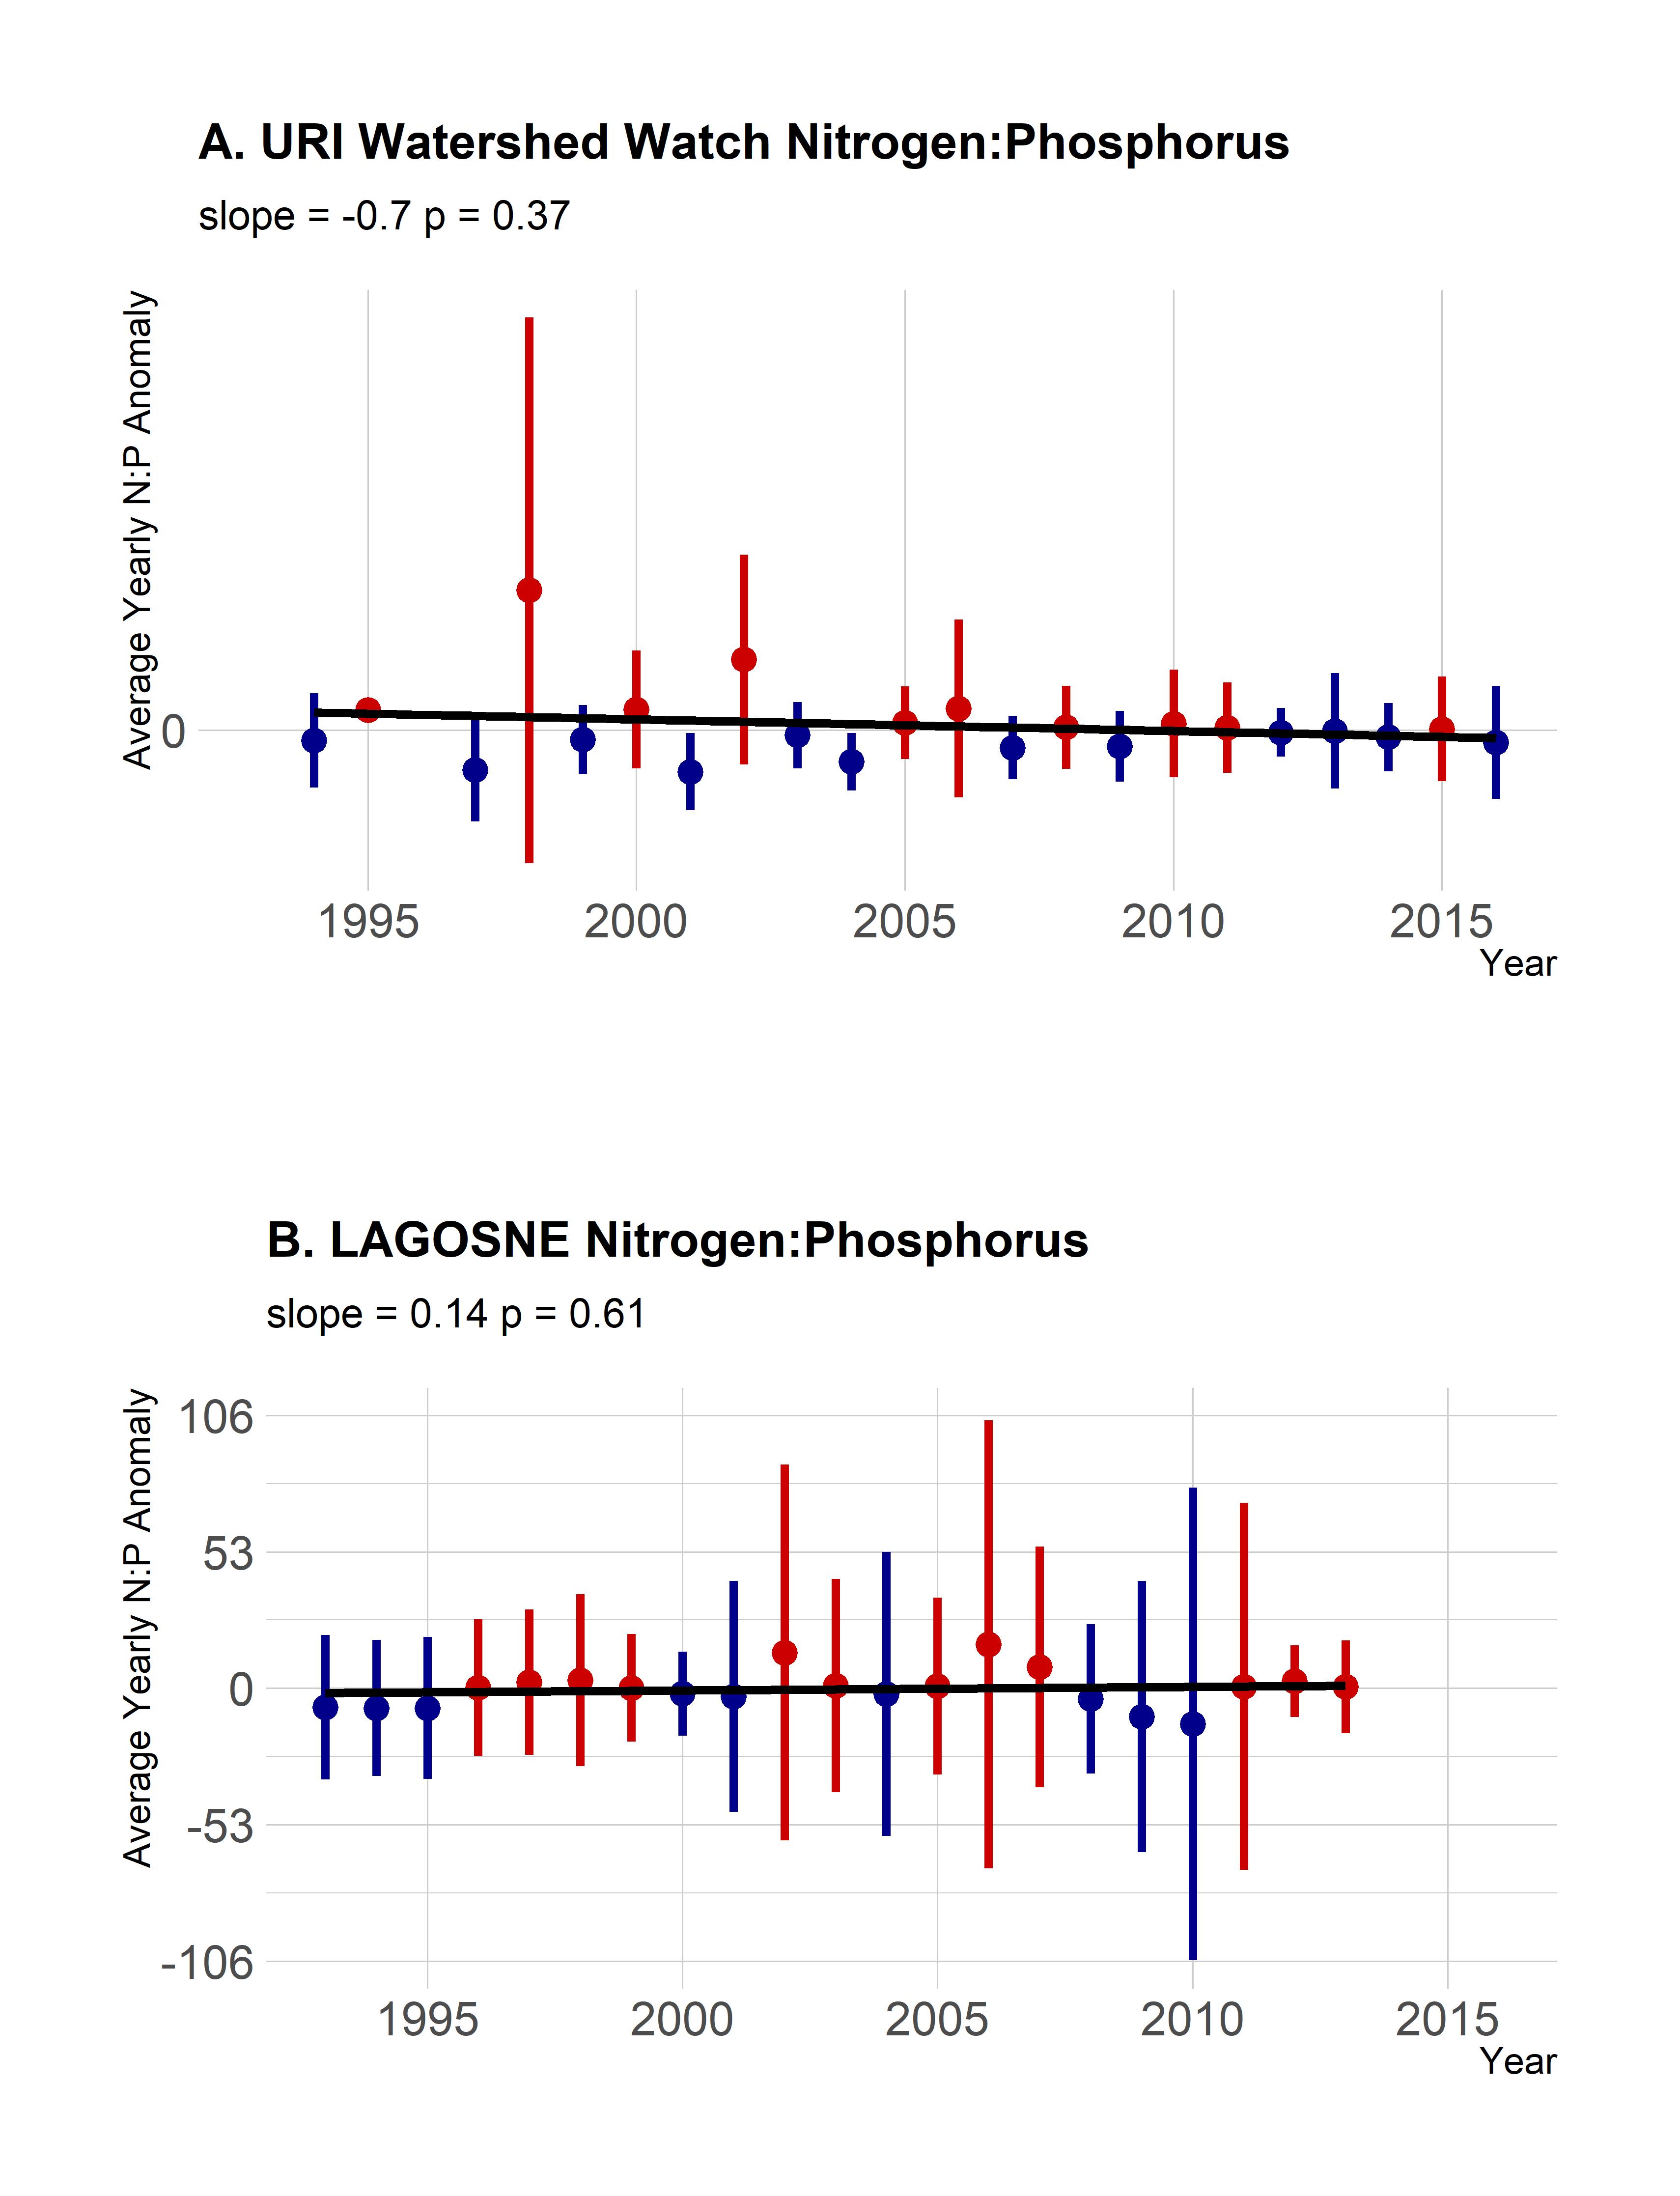 A. URI Watershed Watch Nitrogen:Phosphorus
slope = -0.7 p = 0.37
Average Yearly N:P Anomaly
0
1995 2000 2005 2010 2015
Year
B. LAGOSNE Nitrogen:Phosphorus
slope = 0.14 p = 0.61
Average Yearly N:P Anomaly
106
53
0
-53
-106
1995 2000 2005 2010 2015
Year